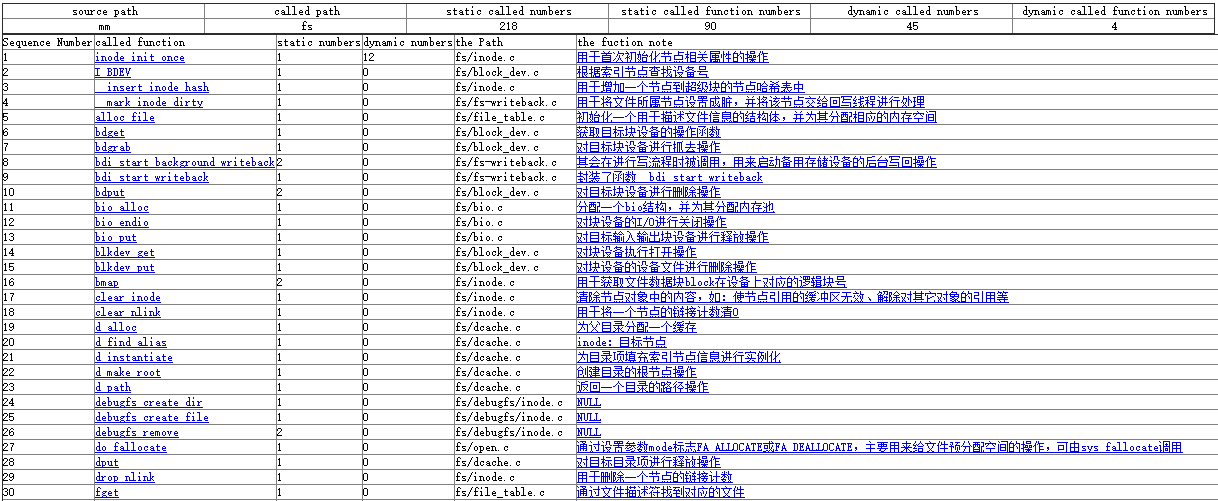 source path called path static called numbers static called function numbers dynamic called numbers dynamic called function numbers
mm fs 218 90 45 4
Sequence Number called function static numbers dynamic numbers the Path the fuction note
1 inode_init_once 1 12 fs/inode.c 用于首次初始化节点相关属性的操作
2 I_BDEV 1 0 fs/block_dev.c 根据索引节点查找设备号
3 __insert_inode_hash 1 0 fs/inode.c 用于增加一个节点到超级块的节点哈希表中
4 __mark_inode_dirty 1 0 fs/fs-writeback.c 用于将文件所属节点设置成脏，并将该节点交给回写线程进行处理
5 alloc_file 1 0 fs/file_table.c 初始化一个用于描述文件信息的结构体，并为其分配相应的内存空间
6 bdget 1 0 fs/block_dev.c 获取目标块设备的操作函数
7 bdgrab 1 0 fs/block_dev.c 对目标块设备进行抓去操作
8 bdi_start_background_writeback 2 0 fs/fs-writeback.c 其会在进行写流程时被调用，用来启动备用存储设备的后台写回操作
9 bdi_start_writeback 1 0 fs/fs-writeback.c 封装了函数__bdi_start_writeback
10 bdput 2 0 fs/block_dev.c 对目标块设备进行删除操作
11 bio_alloc 1 0 fs/bio.c 分配一个bio结构，并为其分配内存池
12 bio_endio 1 0 fs/bio.c 对块设备的I/O进行关闭操作
13 bio_put 1 0 fs/bio.c 对目标输入输出块设备进行释放操作
14 blkdev_get 1 0 fs/block_dev.c 对块设备执行打开操作
15 blkdev_put 1 0 fs/block_dev.c 对块设备的设备文件进行删除操作
16 bmap 2 0 fs/inode.c 用于获取文件数据块block在设备上对应的逻辑块号
17 clear_inode 1 0 fs/inode.c 清除节点对象中的内容，如：使节点引用的缓冲区无效、解除对其它对象的引用等
18 clear_nlink 1 0 fs/inode.c 用于将一个节点的链接计数清0
19 d_alloc 1 0 fs/dcache.c 为父目录分配一个缓存
20 d_find_alias 1 0 fs/dcache.c inode：目标节点
21 d_instantiate 1 0 fs/dcache.c 为目录项填充索引节点信息进行实例化
22 d_make_root 1 0 fs/dcache.c 创建目录的根节点操作
23 d_path 1 0 fs/dcache.c 返回一个目录的路径操作
24 debugfs_create_dir 1 0 fs/debugfs/inode.c NULL
25 debugfs_create_file 1 0 fs/debugfs/inode.c NULL
26 debugfs_remove 2 0 fs/debugfs/inode.c NULL
27 do_fallocate 1 0 fs/open.c 通过设置参数mode标志FA_ALLOCATE或FA_DEALLOCATE，主要用来给文件预分配空间的操作，可由sys_fallocate调用
28 dput 1 0 fs/dcache.c 对目标目录项进行释放操作
29 drop_nlink 1 0 fs/inode.c 用于删除一个节点的链接计数
30 fget 1 0 fs/file_table.c 通过文件描述符找到对应的文件